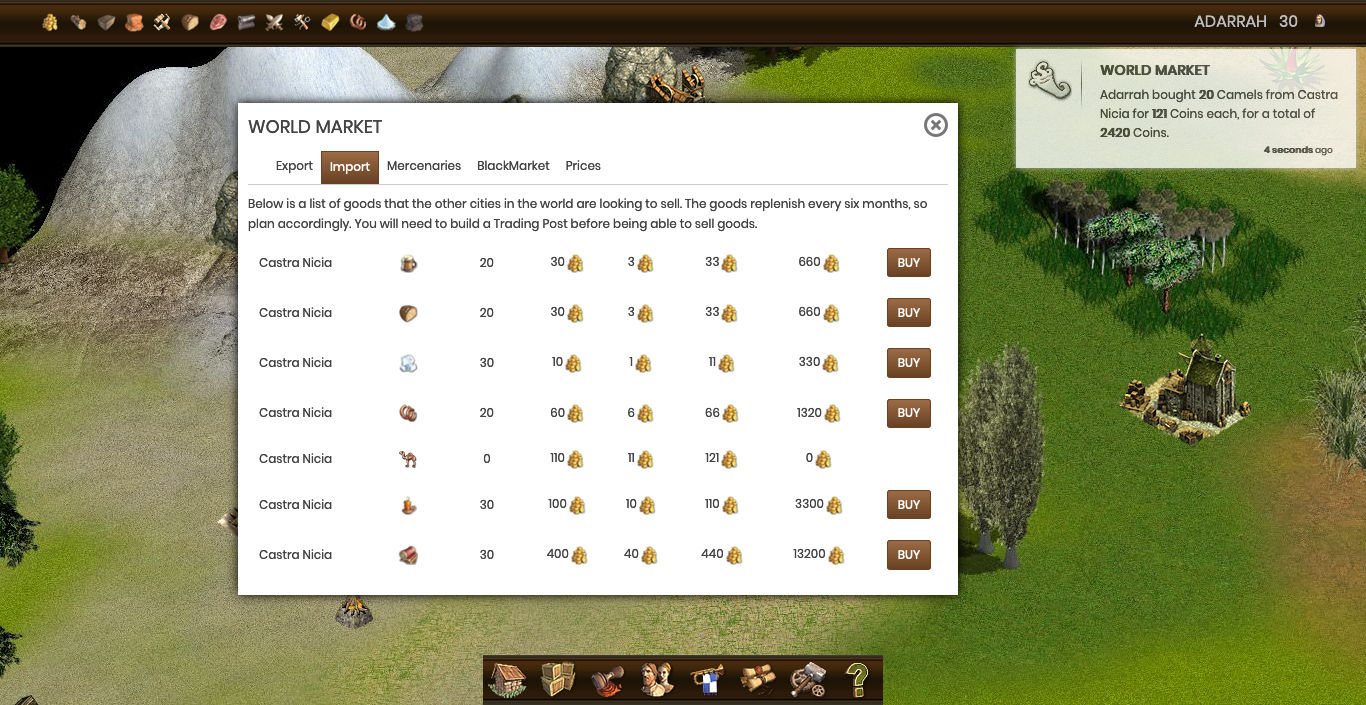 ADARRAH 30
WORLD MARKET
Adarrah bought 20 Camels from Castra
Nicia for 121 Coins each, for a total of
2420 Coins.
4 seconds ago
WORLD MARKET
Export Import Mercenaries BlackMarket Prices
Below is a list of goods that the other cities in the world are looking to sell. The goods replenish every six months, so
plan accordingly. You will need to build a Trading Post before being able to sell goods.
Castra Nicia 20 30 3 33 660 BUY
Castra Nicia 20 30 3 33 660 BUY
Castra Nicia 30 10 1 11 330 BUY
Castra Nicia 20 60 6 66 1320 BUY
Castra Nicia 0 110 11 121 0
Castra Nicia 30 100 10 110 3300 BUY
Castra Nicia 30 400 40 440 13200 BUY